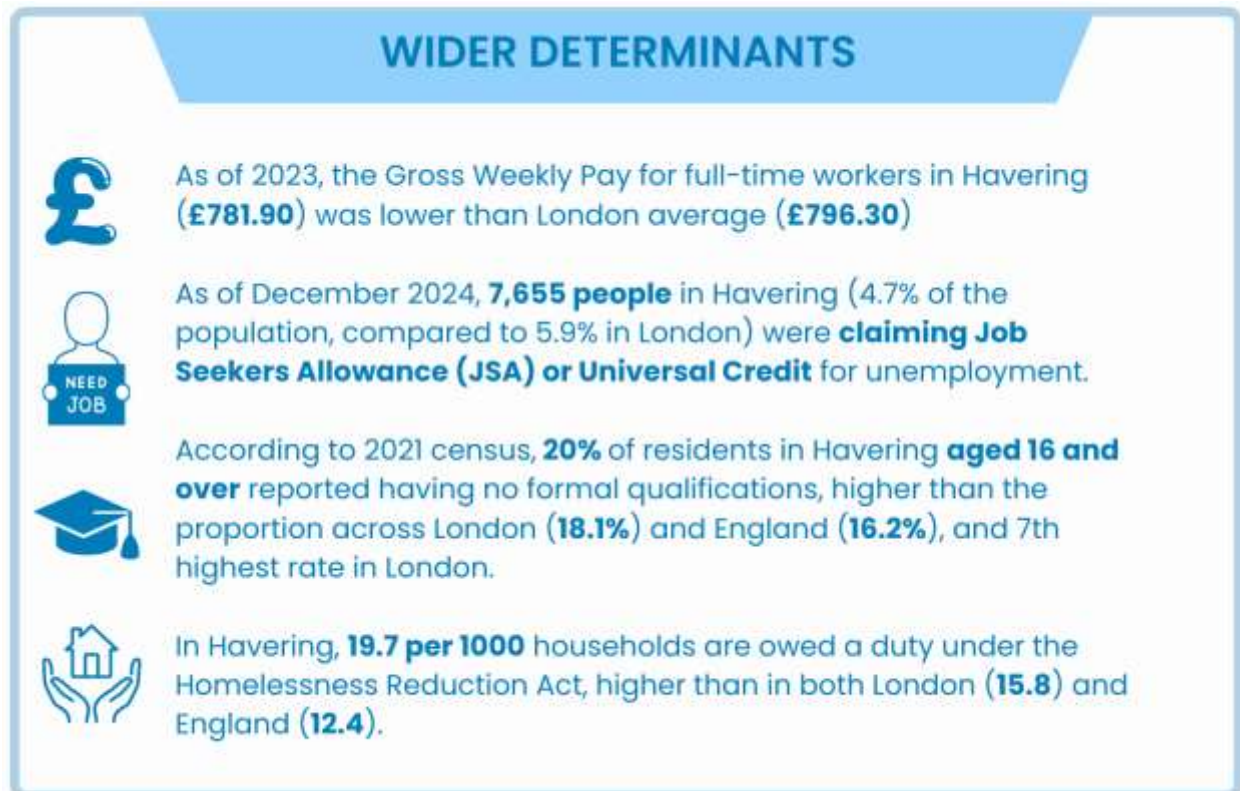 WIDER DETERMINANTS
As of 2023, the Gross Weekly Pay for full-time workers in Havering
(£781.90) was lower than London average (£796.30)
As of December 2024, 7,655 people in Havering (4.7% of the
population, compared to 5.9% in London) were claiming Job
Seekers Allowance (JSA) or Universal Credit for unemployment.
NEED
JOB
According to 2021 census, 20% of residents in Havering aged 16 and
over reported having no formal qualifications, higher than the
proportion across London (18.1%) and England (16.2%), and 7th
highest rate in London.
In Havering, 19.7 per 1000 households are owed a duty under the
Homelessness Reduction Act, higher than in both London (15.8) and
England (12.4).